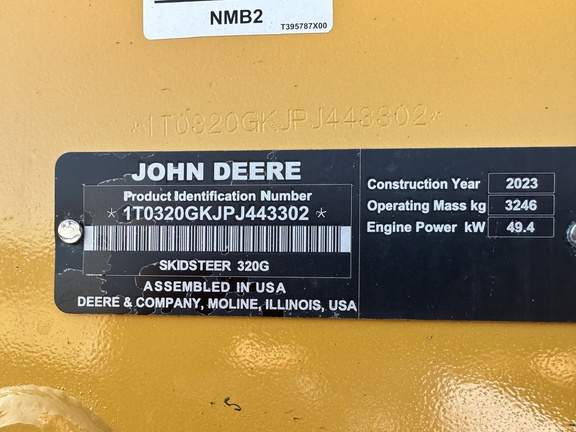 NMB2
T395787X00
*1T0320GKJPJ443302*
JOHN DEERE
Product Identification Number
* 1T0320GKJPJ443302 *
SKIDSTEER 320G
ASSEMBLED IN USA
DEERE & COMPANY, MOLINE, ILLINOIS, USA
Construction Year 2023
Operating Mass kg 3246
Engine Power kW 49.4